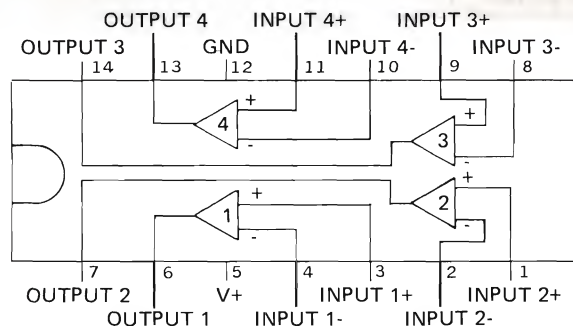 OUTPUT 4 INPUT 4+ INPUT 3+
OUTPUT 3 GND INPUT 4- INPUT 3-
14 13 12 11 10 9 8
+ +
4 3
- -
+ +
1 2
- -
7 6 5 4 3 2 1
OUTPUT 2 V+ INPUT 1+ INPUT 2+
OUTPUT 1 INPUT 1- INPUT 2-